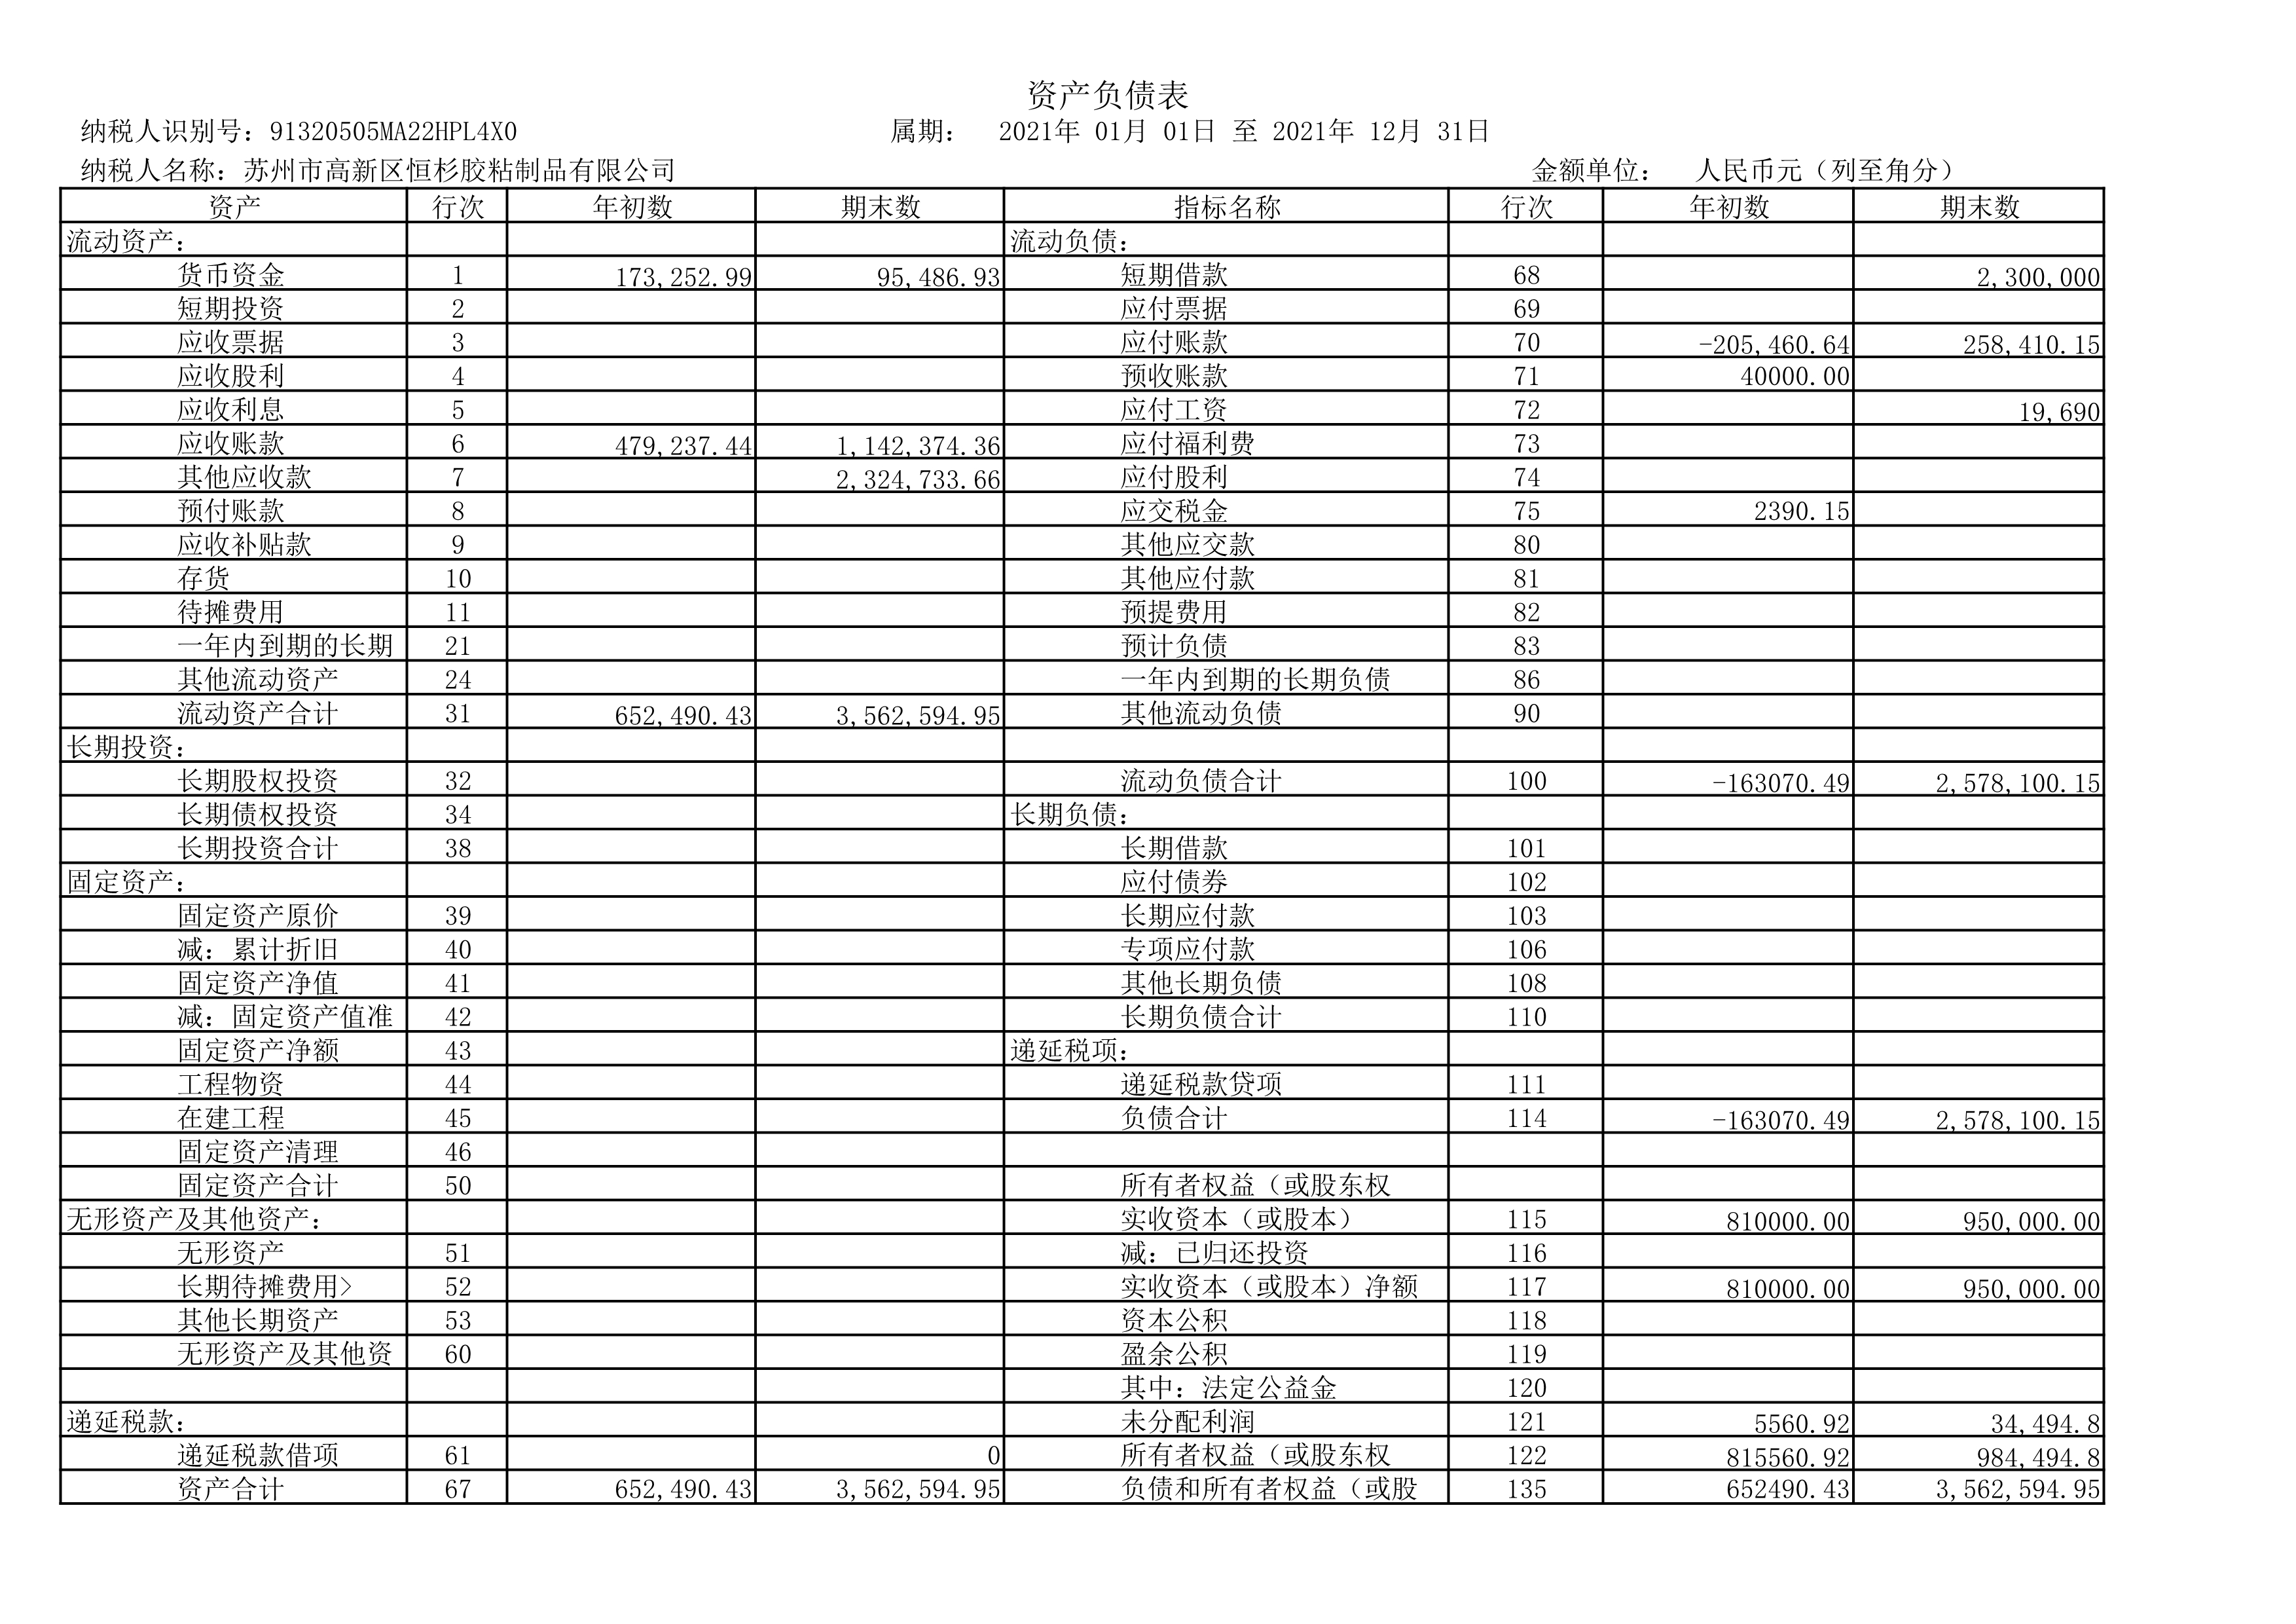 资产负债表
纳税人识别号：91320505MA22HPL4X0 属期： 2021年 01月 01日 至 2021年 12月 31日
纳税人名称：苏州市高新区恒杉胶粘制品有限公司 金额单位： 人民币元（列至角分）
资产 行次 年初数 期末数 指标名称 行次 年初数 期末数
流动资产： 流动负债：
货币资金 1 173,252.99 95,486.93 短期借款 68 2,300,000
短期投资 2 应付票据 69
应收票据 3 应付账款 70 -205,460.64 258,410.15
应收股利 4 预收账款 71 40000.00
应收利息 5 应付工资 72 19,690
应收账款 6 479,237.44 1,142,374.36 应付福利费 73
其他应收款 7 2,324,733.66 应付股利 74
预付账款 8 应交税金 75 2390.15
应收补贴款 9 其他应交款 80
存货 10 其他应付款 81
待摊费用 11 预提费用 82
一年内到期的长期 21 预计负债 83
其他流动资产 24 一年内到期的长期负债 86
流动资产合计 31 652,490.43 3,562,594.95 其他流动负债 90
长期投资：
长期股权投资 32 流动负债合计 100 -163070.49 2,578,100.15
长期债权投资 34 长期负债：
长期投资合计 38 长期借款 101
固定资产： 应付债券 102
固定资产原价 39 长期应付款 103
减：累计折旧 40 专项应付款 106
固定资产净值 41 其他长期负债 108
减：固定资产值准 42 长期负债合计 110
固定资产净额 43 递延税项：
工程物资 44 递延税款贷项 111
在建工程 45 负债合计 114 -163070.49 2,578,100.15
固定资产清理 46
固定资产合计 50 所有者权益（或股东权
无形资产及其他资产： 实收资本（或股本） 115 810000.00 950,000.00
无形资产 51 减：已归还投资 116
长期待摊费用> 52 实收资本（或股本）净额 117 810000.00 950,000.00
其他长期资产 53 资本公积 118
无形资产及其他资 60 盈余公积 119
其中：法定公益金 120
递延税款： 未分配利润 121 5560.92 34,494.8
递延税款借项 61 0 所有者权益（或股东权 122 815560.92 984,494.8
资产合计 67 652,490.43 3,562,594.95 负债和所有者权益（或股 135 652490.43 3,562,594.95